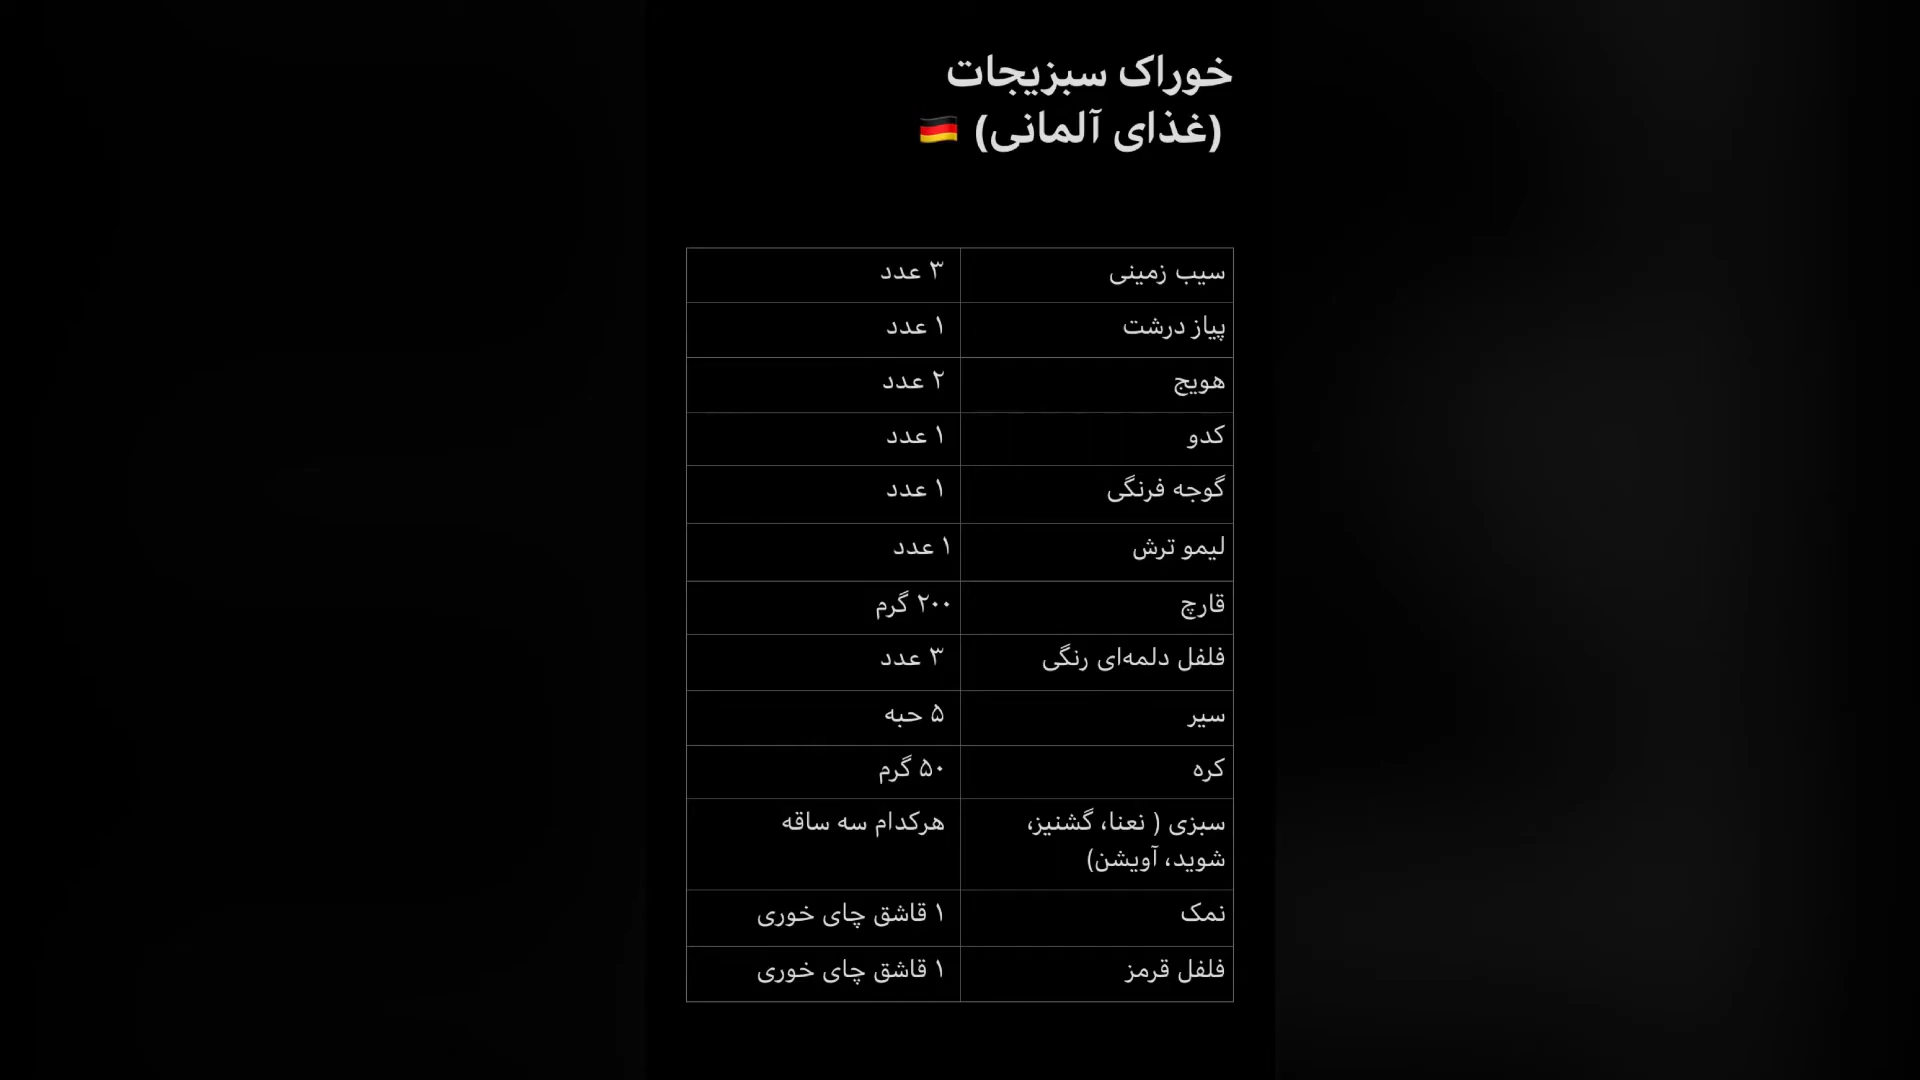 خوراک سبزیجات
(غذای آلمانی) 🇩🇪
سیب زمینی ۳ عدد
پیاز درشت ۱ عدد
هویج ۲ عدد
کدو ۱ عدد
گوجه فرنگی ۱ عدد
لیمو ترش ۱ عدد
قارچ ۲۰۰ گرم
فلفل دلمه‌ای رنگی ۳ عدد
سیر ۵ حبه
کره ۵۰ گرم
سبزی ( نعنا، گشنیز، هرکدام سه ساقه
شوید، آویشن)
نمک ۱ قاشق چای خوری
فلفل قرمز ۱ قاشق چای خوری